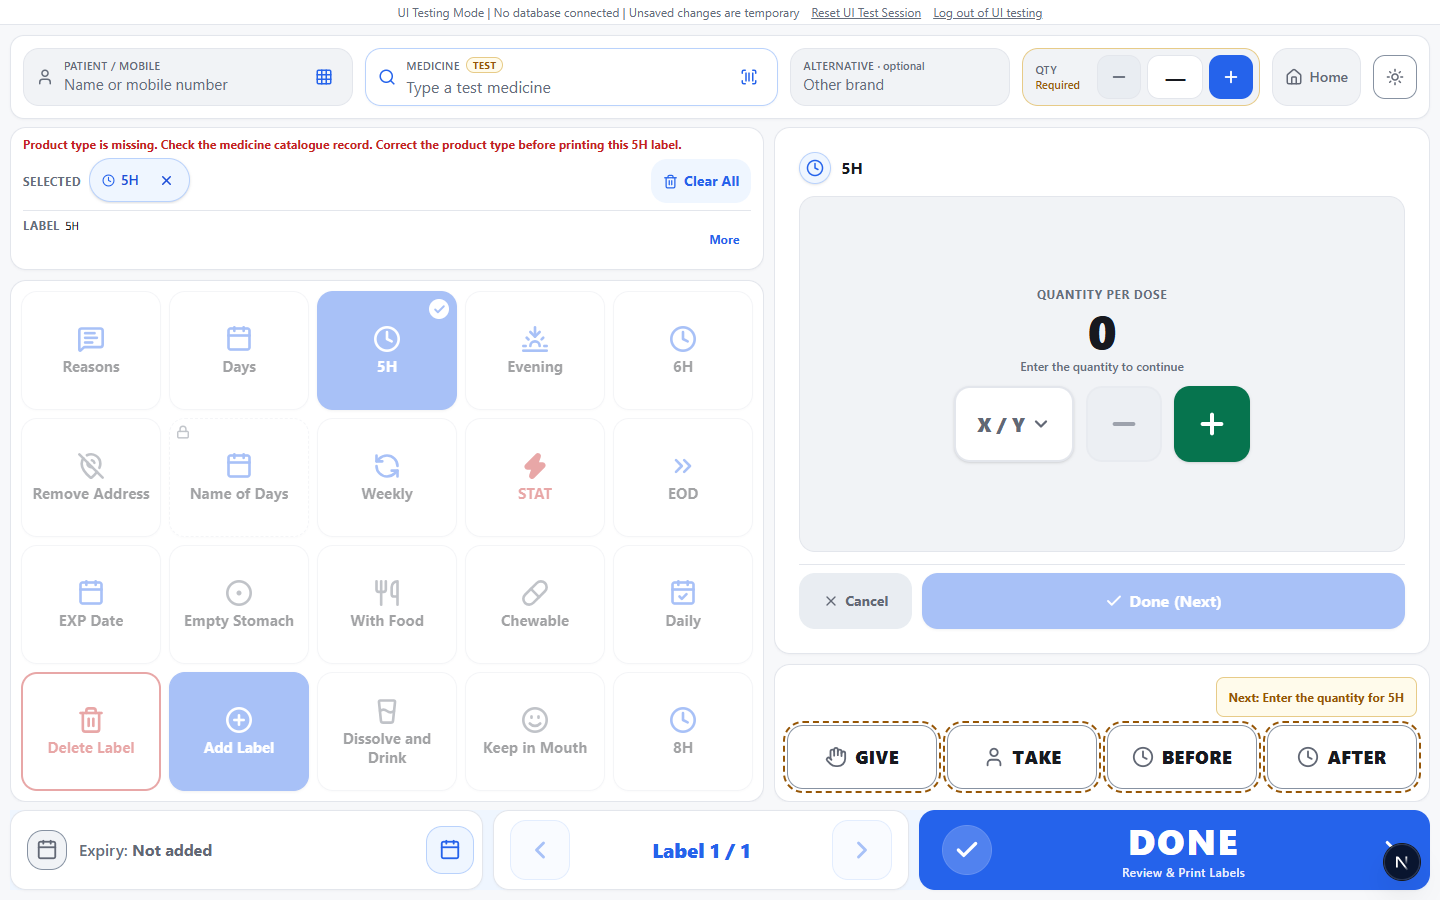 UI Testing Mode | No database connected | Unsaved changes are temporary Reset UI Test Session Log out of UI testing
PATIENT / MOBILE
Name or mobile number
MEDICINE TEST
Type a test medicine
ALTERNATIVE · optional
Other brand
QTY
Required
—
Home
Product type is missing. Check the medicine catalogue record. Correct the product type before printing this 5H label.
SELECTED 5H
Clear All
LABEL 5H
More
Reasons
Days
5H
Evening
6H
Remove Address
Name of Days
Weekly
STAT
EOD
EXP Date
Empty Stomach
With Food
Chewable
Daily
Delete Label
Add Label
Dissolve and
Drink
Keep in Mouth
8H
5H
QUANTITY PER DOSE
0
Enter the quantity to continue
X / Y
Cancel
Done (Next)
Next: Enter the quantity for 5H
GIVE
TAKE
BEFORE
AFTER
Expiry: Not added
Label 1 / 1
DONE
Review & Print Labels
N